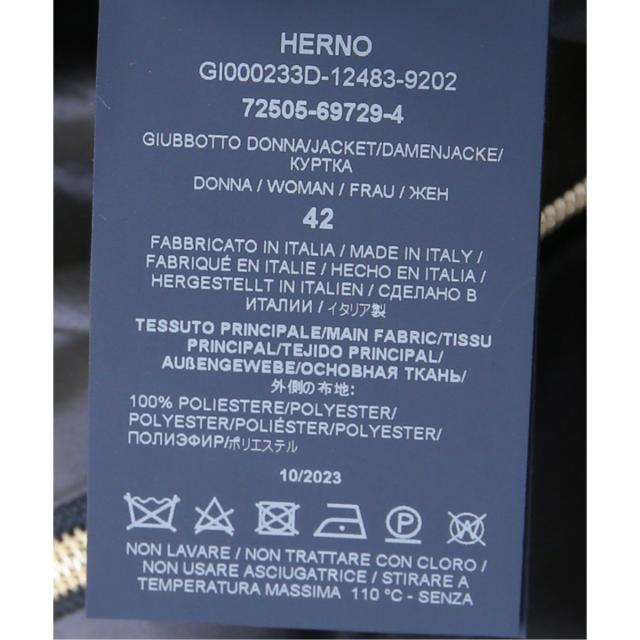 HERNO
GI000233D-12483-9202
72505-69729-4
GIUBBOTTO DONNA/JACKET/DAMENJACKE/
КУРТКА
DONNA / WOMAN / FRAU / ЖЕН
42
FABBRICATO IN ITALIA / MADE IN ITALY /
FABRIQUÉ EN ITALIE / HECHO EN ITALIA /
HERGESTELLT IN ITALIEN / СДЕЛАНО В
ИТАЛИИ / イタリア製
TESSUTO PRINCIPALE/MAIN FABRIC/TISSU
PRINCIPAL/TEJIDO PRINCIPAL/
AUßENGEWEBE/ОСНОВНАЯ ТКАНЬ/
外側の布地:
100% POLIESTERE/POLYESTER/
POLYESTER/POLIÉSTER/POLYESTER/
ПОЛИЭФИР/ポリエステル
10/2023
P
W
NON LAVARE / NON TRATTARE CON CLORO /
NON USARE ASCIUGATRICE / STIRARE A
TEMPERATURA MASSIMA 110 °C - SENZA